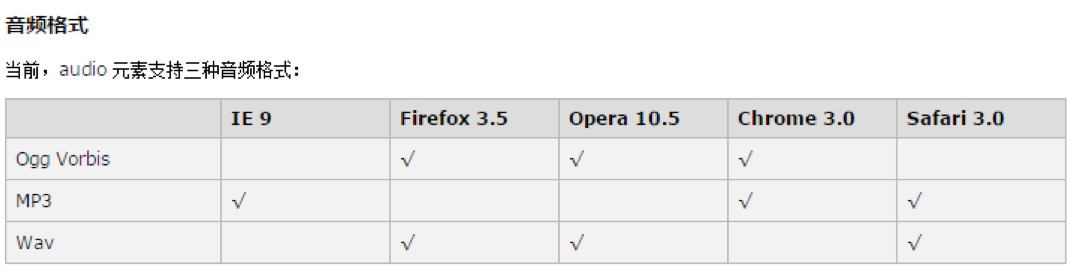 音频格式
当前，audio 元素支持三种音频格式：
IE 9 Firefox 3.5 Opera 10.5 Chrome 3.0 Safari 3.0
Ogg Vorbis √ √ √
MP3 √ √ √
Wav √ √ √